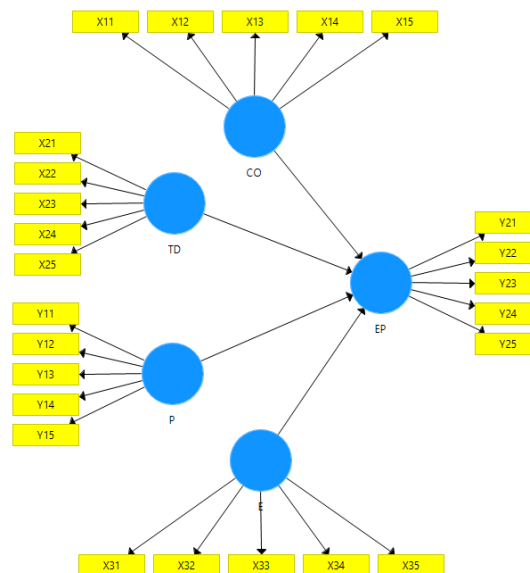 X11 X12 X13 X14 X15
CO
X21
X22
X23
X24
X25
TD
Y21
Y22
Y23
Y24
Y25
EP
Y11
Y12
Y13
Y14
Y15
P
E
X31 X32 X33 X34 X35